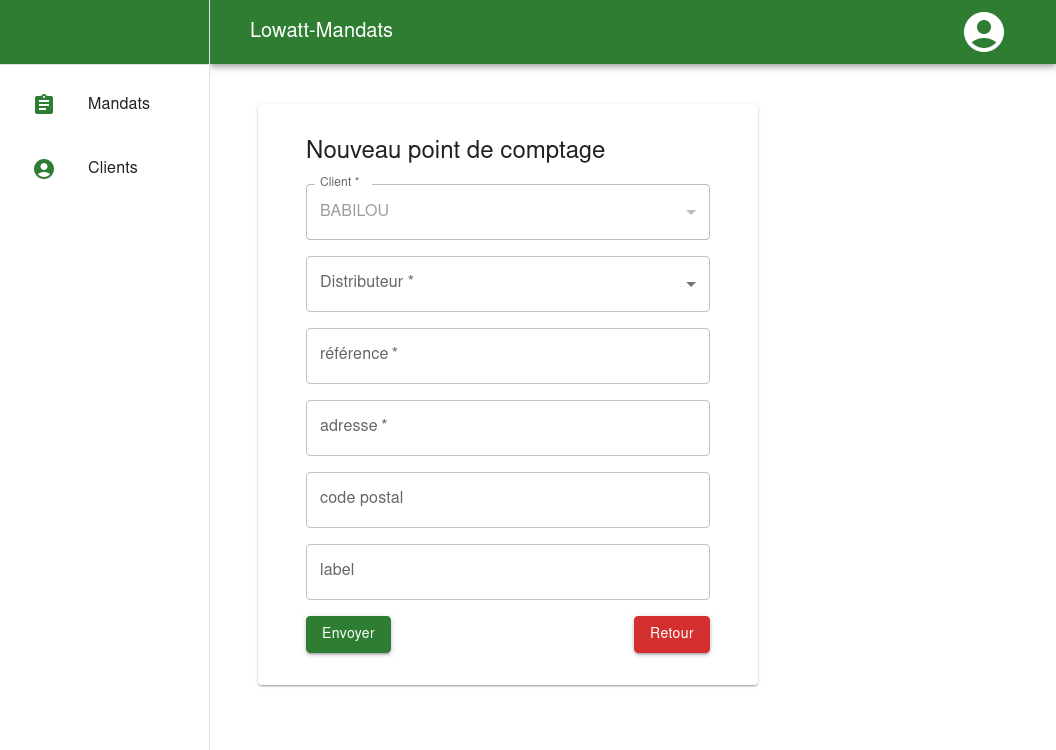 Lowatt-Mandats
Mandats
Clients
Nouveau point de comptage
Client *
BABILOU
Distributeur *
référence *
adresse *
code postal
label
Envoyer
Retour